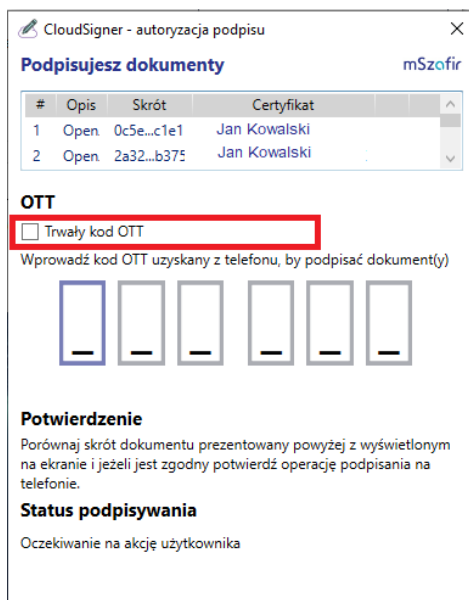 CloudSigner - autoryzacja podpisu
Podpisujesz dokumenty mSzafir
# Opis Skrót Certyfikat
1 Open. 0c5e...c1e1 Jan Kowalski
2 Open. 2a32...b375 Jan Kowalski
OTT
Trwały kod OTT
Wprowadź kod OTT uzyskany z telefonu, by podpisać dokument(y)
Potwierdzenie
Porównaj skrót dokumentu prezentowany powyżej z wyświetlonym
na ekranie i jeżeli jest zgodny potwierdź operację podpisania na
telefonie.
Status podpisywania
Oczekiwanie na akcję użytkownika